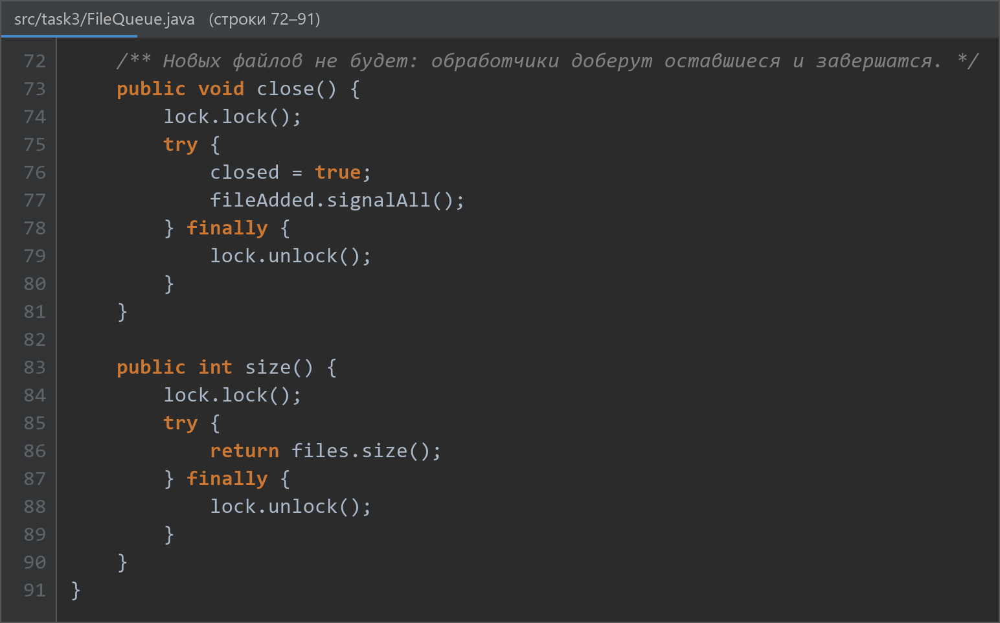 src/task3/FileQueue.java (строки 72–91)
72 /** Новых файлов не будет: обработчики доберут оставшиеся и завершатся. */
73 public void close() {
74 lock.lock();
75 try {
76 closed = true;
77 fileAdded.signalAll();
78 } finally {
79 lock.unlock();
80 }
81 }
82
83 public int size() {
84 lock.lock();
85 try {
86 return files.size();
87 } finally {
88 lock.unlock();
89 }
90 }
91 }